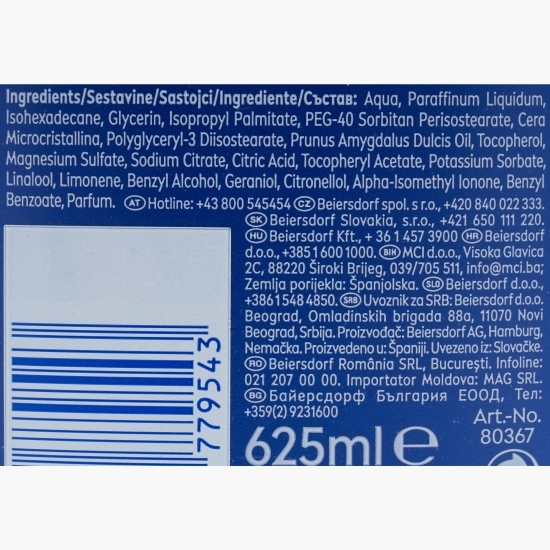 Ingredients/Sestavine/Sastojci/Ingrediente/Състав: Aqua, Paraffinum Liquidum,
Isohexadecane, Glycerin, Isopropyl Palmitate, PEG-40 Sorbitan Perisostearate, Cera
Microcristallina, Polyglyceryl-3 Diisostearate, Prunus Amygdalus Dulcis Oil, Tocopherol,
Magnesium Sulfate, Sodium Citrate, Citric Acid, Tocopheryl Acetate, Potassium Sorbate,
Linalool, Limonene, Benzyl Alcohol, Geraniol, Citronellol, Alpha-Isomethyl Ionone, Benzyl
Benzoate, Parfum. AT Hotline: +43 800 545454 CZ Beiersdorf spol. s r.o., +420 840 022 333.
SK Beiersdorf Slovakia, s.r.o., +421 650 111 220.
HU Beiersdorf Kft., + 36 1 457 3900 HR Beiersdorf
d.o.o., +385 1 600 1000. BIH MCI d.o.o., Visoka Glavica
2C, 88220 Široki Brijeg, 039/705 511, info@mci.ba;
Zemlja porijekla: Španjolska. SLO Beiersdorf d.o.o.,
+386 1 548 4850. SRB Uvoznik za SRB: Beiersdorf d.o.o.
Beograd, Omladinskih brigada 88a, 11070 Novi
Beograd, Srbija. Proizvođač: Beiersdorf AG, Hamburg,
Nemačka. Proizvedeno u: Španiji. Uvezeno iz: Slovačke.
RO Beiersdorf România SRL, București. Infoline:
021 207 00 00. Importator Moldova: MAG SRL.
BG Байерсдорф България ЕООД, Тел.:
+359(2) 9231600
Art.-No.
80367
625ml e
779543